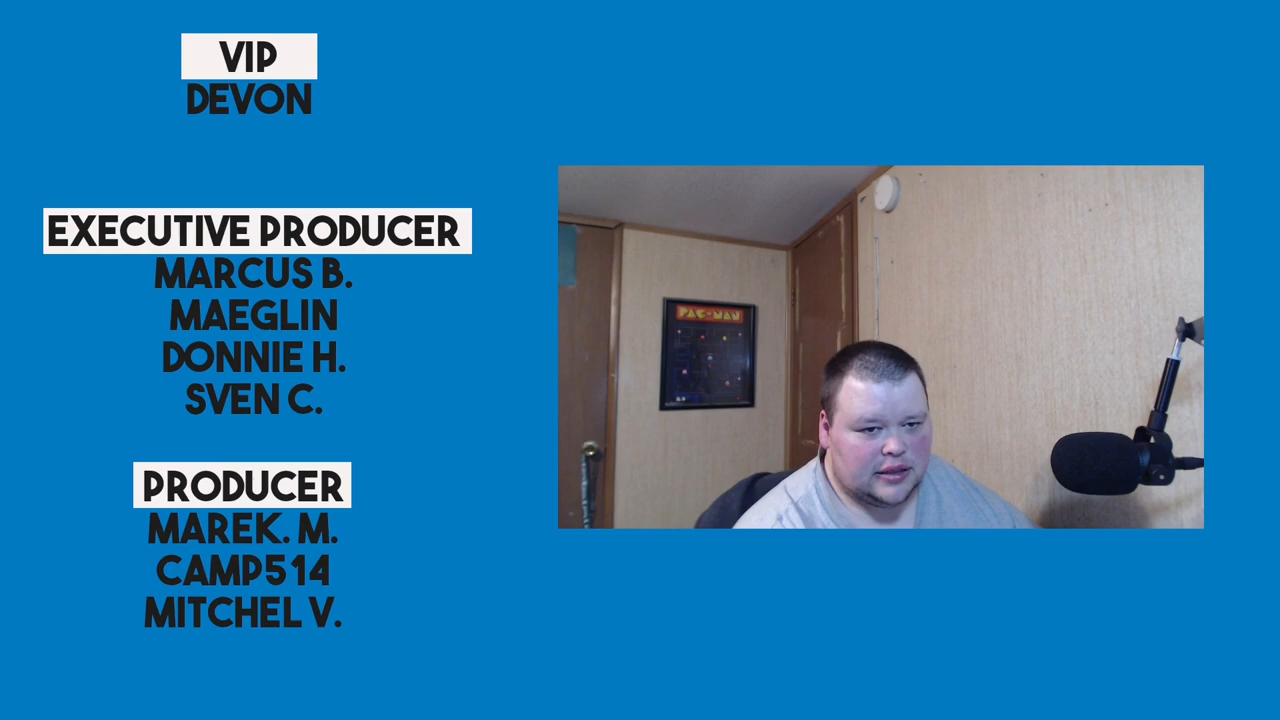 VIP
DEVON
EXECUTIVE PRODUCER
MARCUS B.
MAEGLIN
DONNIE H.
SVEN C.
PRODUCER
MAREK. M.
CAMP514
MITCHEL V.
PAC-MAN